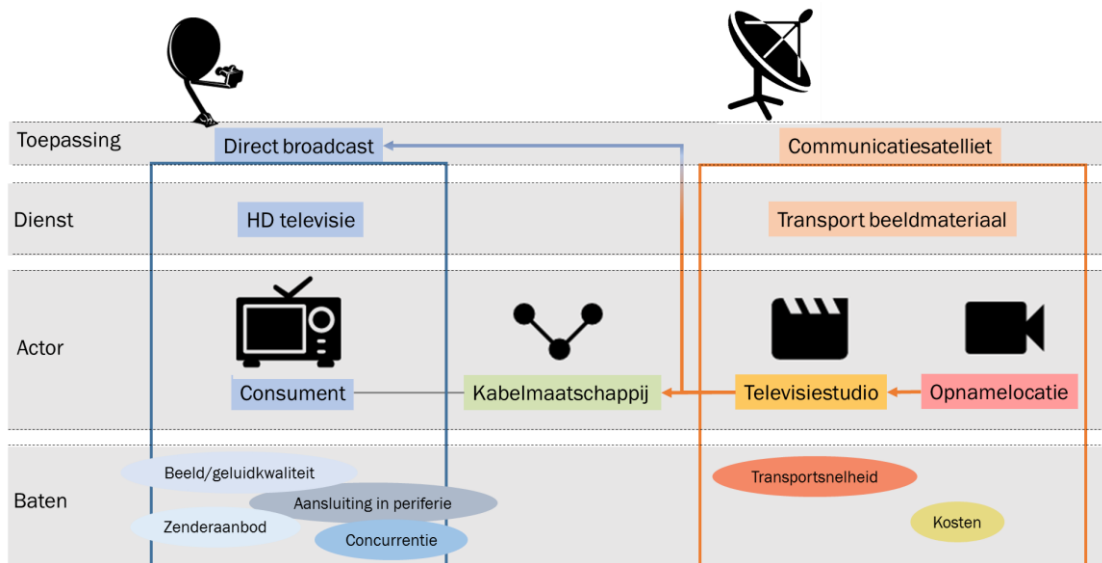 Toepassing
Direct broadcast
Communicatiesatelliet
Dienst
HD televisie
Transport beeldmateriaal
Actor
Consument
Kabelmaatschappij
Televisiestudio
Opnamelocatie
Baten
Beeld/geluidkwaliteit
Aansluiting in periferie
Zenderaanbod
Concurrentie
Transportsnelheid
Kosten